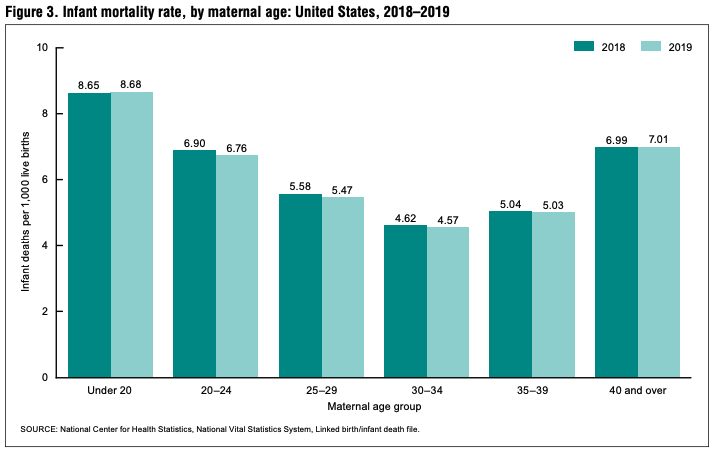 Figure 3. Infant mortality rate, by maternal age: United States, 2018–2019
2018 2019
Infant deaths per 1,000 live births
10
8
6
4
2
0
8.65 8.68
6.90 6.76
5.58 5.47
4.62 4.57
5.04 5.03
6.99 7.01
Under 20 20–24 25–29 30–34 35–39 40 and over
Maternal age group
SOURCE: National Center for Health Statistics, National Vital Statistics System, Linked birth/infant death file.